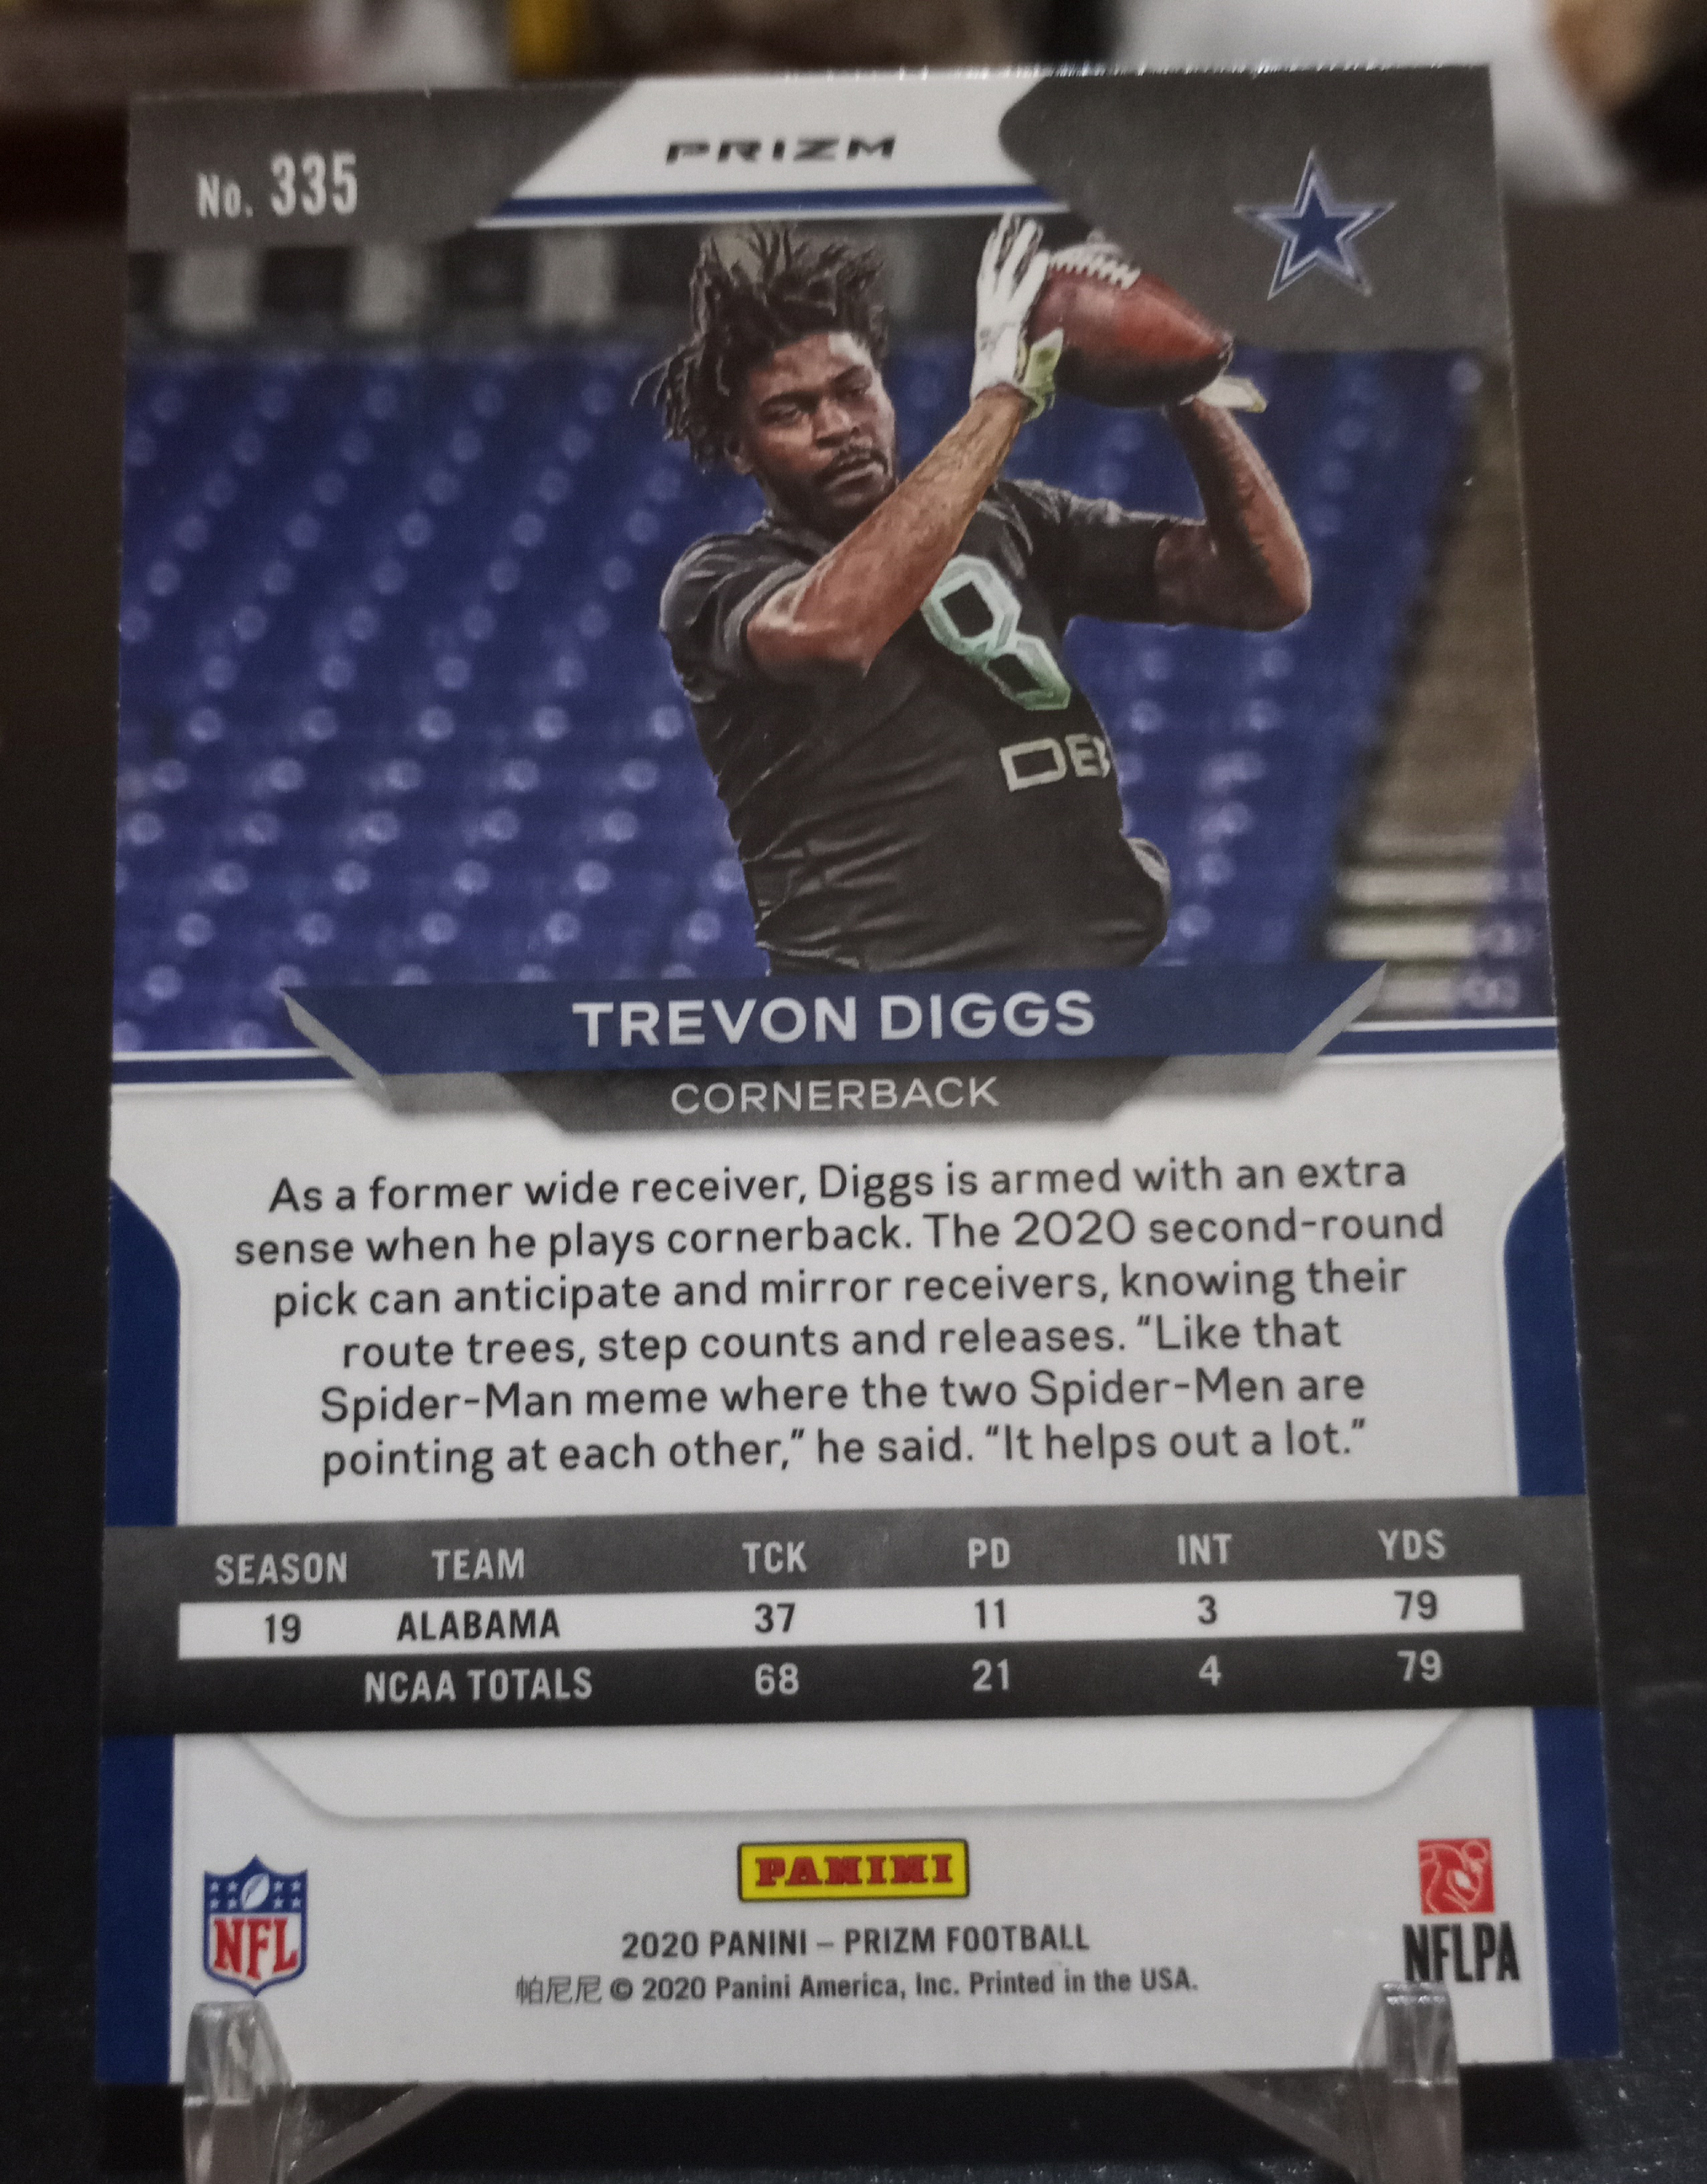 No. 335
PRIZM
8
DE
TREVON DIGGS
CORNERBACK
As a former wide receiver, Diggs is armed with an extra
sense when he plays cornerback. The 2020 second-round
pick can anticipate and mirror receivers, knowing their
route trees, step counts and releases. “Like that
Spider-Man meme where the two Spider-Men are
pointing at each other,” he said. “It helps out a lot.”
SEASON TEAM TCK PD INT YDS
19 ALABAMA 37 11 3 79
NCAA TOTALS 68 21 4 79
NFL
PANINI
NFLPA
2020 PANINI – PRIZM FOOTBALL
帕尼尼 © 2020 Panini America, Inc. Printed in the USA.